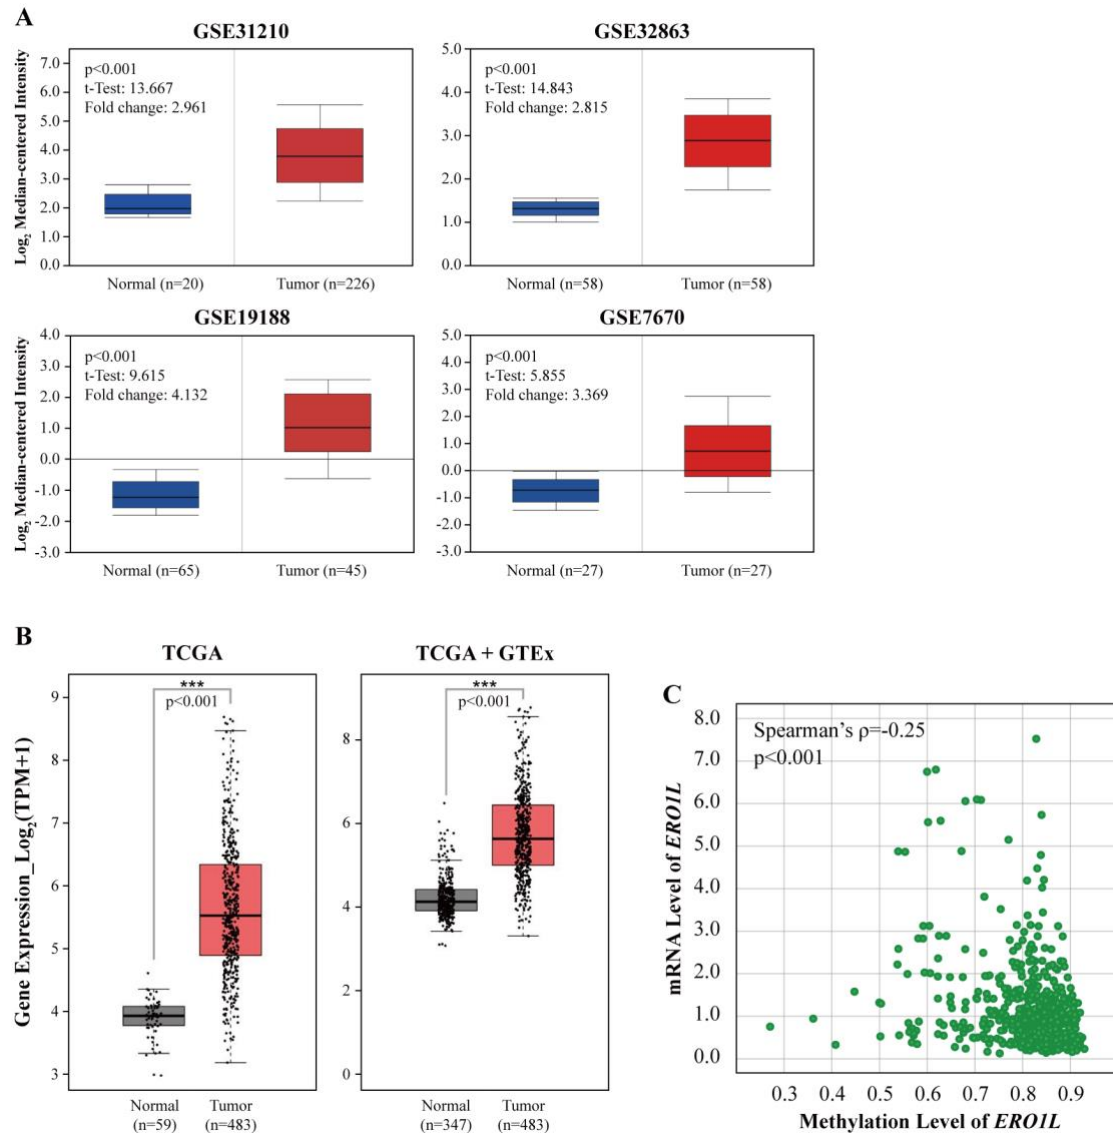 A
GSE31210
Log2 Median-centered Intensity
7.0
6.0
5.0
4.0
3.0
2.0
1.0
0.0
p<0.001
t-Test: 13.667
Fold change: 2.961
Normal (n=20)
Tumor (n=226)
GSE32863
5.0
4.0
3.0
2.0
1.0
0.0
p<0.001
t-Test: 14.843
Fold change: 2.815
Normal (n=58)
Tumor (n=58)
GSE19188
Log2 Median-centered Intensity
4.0
3.0
2.0
1.0
0.0
-1.0
-2.0
-3.0
p<0.001
t-Test: 9.615
Fold change: 4.132
Normal (n=65)
Tumor (n=45)
GSE7670
5.0
4.0
3.0
2.0
1.0
0.0
-1.0
-2.0
-3.0
p<0.001
t-Test: 5.855
Fold change: 3.369
Normal (n=27)
Tumor (n=27)
B
TCGA
Gene Expression_Log2(TPM+1)
9
8
7
6
5
4
3
***
p<0.001
Normal
(n=59)
Tumor
(n=483)
TCGA + GTEx
8
6
4
2
0
***
p<0.001
Normal
(n=347)
Tumor
(n=483)
C
mRNA Level of ERO1L
8.0
7.0
6.0
5.0
4.0
3.0
2.0
1.0
0.0
Spearman’s ρ=-0.25
p<0.001
0.3 0.4 0.5 0.6 0.7 0.8 0.9
Methylation Level of ERO1L